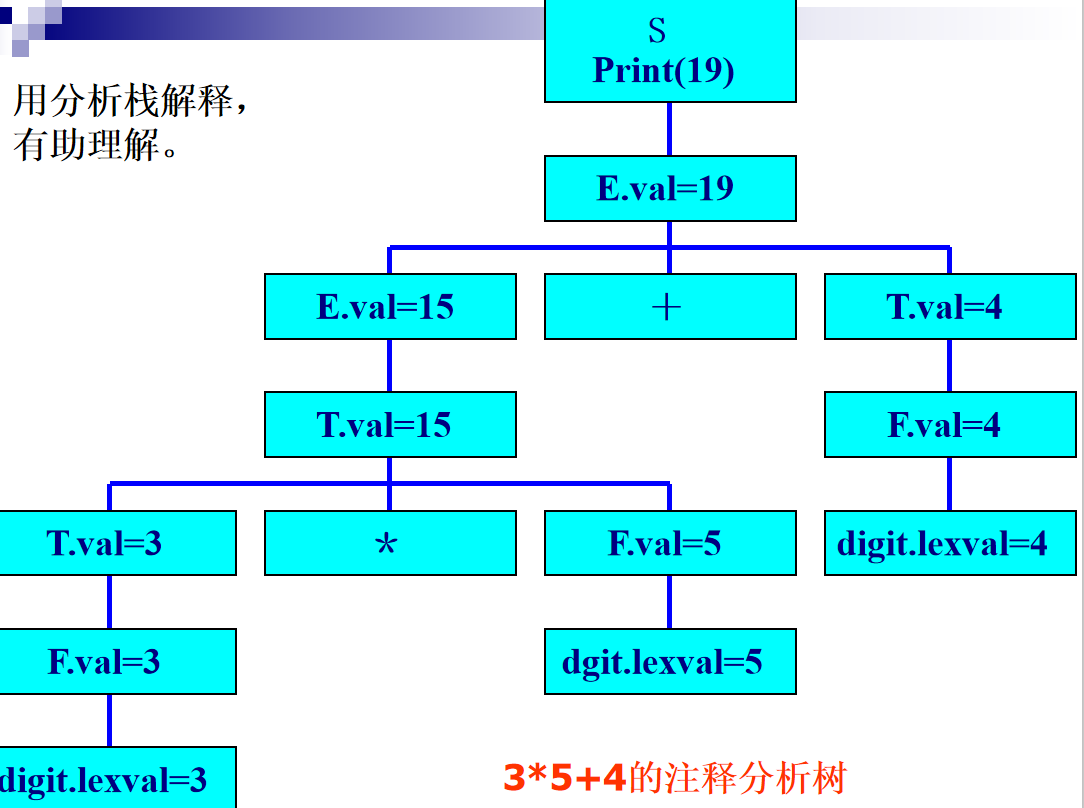 S
Print(19)
用分析栈解释，
有助理解。
E.val=19
E.val=15
+
T.val=4
T.val=15
F.val=4
T.val=3
*
F.val=5
digit.lexval=4
F.val=3
dgit.lexval=5
digit.lexval=3
3*5+4的注释分析树